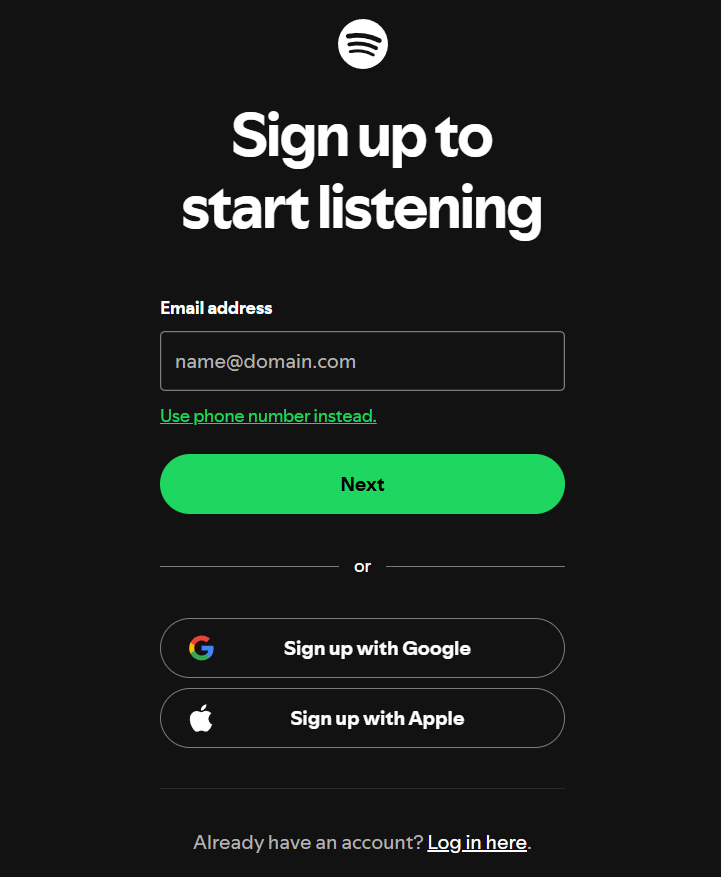 Sign up to
start listening
Email address
name@domain.com
Use phone number instead.
Next
or
Sign up with Google
Sign up with Apple
Already have an account? Log in here.